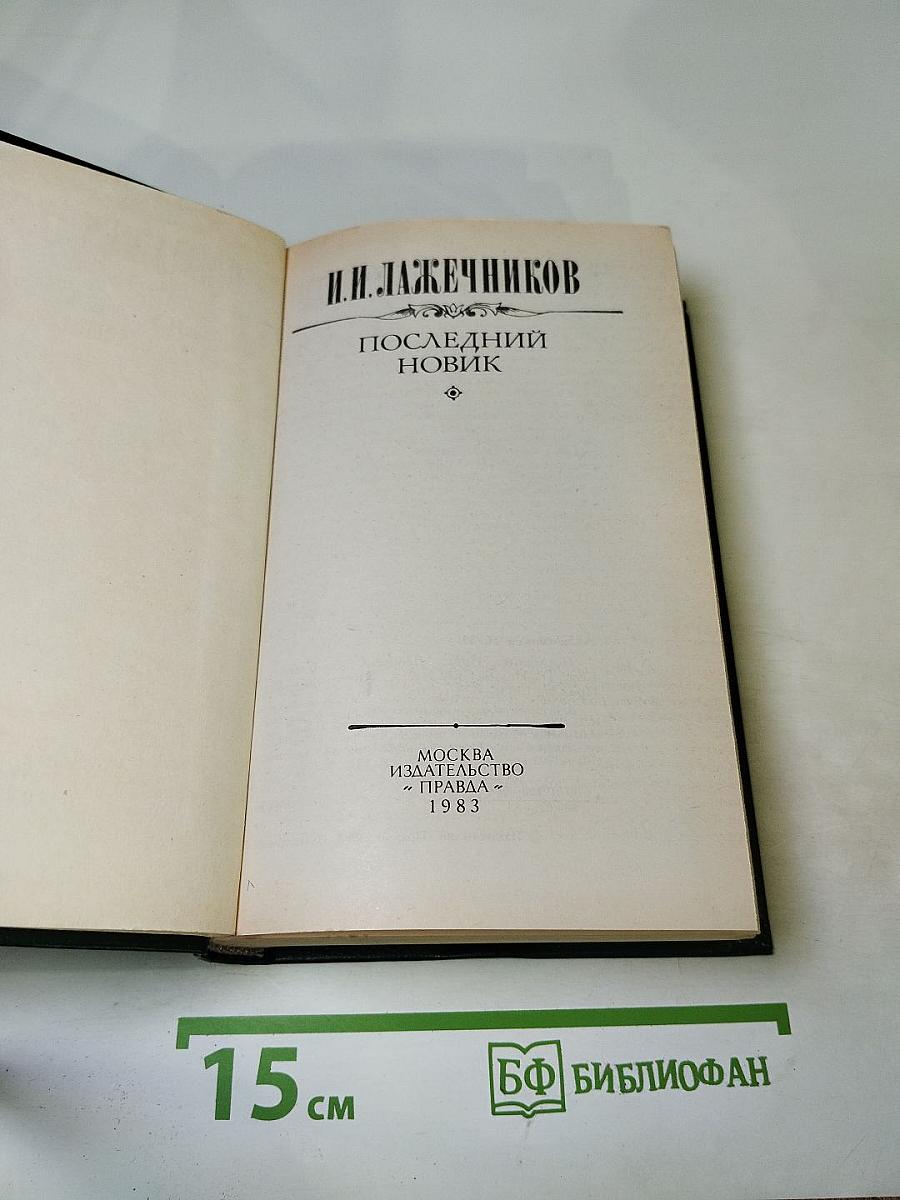 И.И.ЛАЖЕЧНИКОВ
ПОСЛЕДНИЙ
НОВИК
МОСКВА
ИЗДАТЕЛЬСТВО
„ПРАВДА"
1983
15 см
БФ БИБЛИОФАН